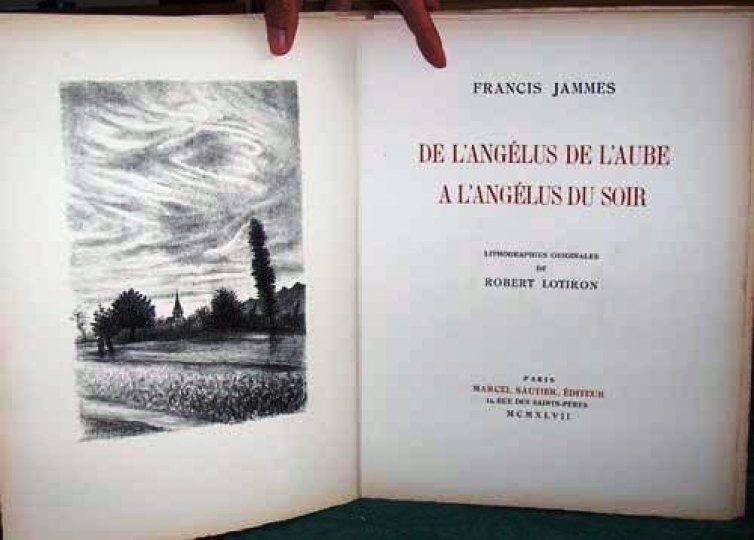 FRANCIS JAMMES
DE L'ANGÉLUS DE L'AUBE
A L'ANGÉLUS DU SOIR
LITHOGRAPHIES ORIGINALES
DE
ROBERT LOTIRON
PARIS
MARCEL SAUTIER, ÉDITEUR
RUE DES SAINTS-PÈRES
MCMXLVII